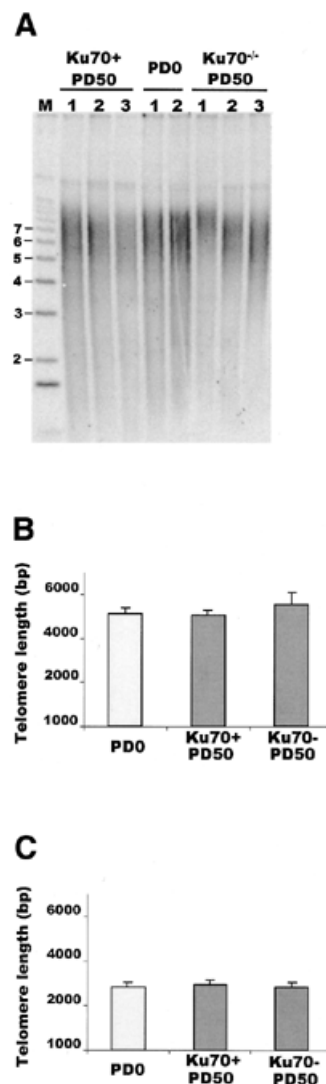 A
Ku70+ PD50
PD0
Ku70-/- PD50
M 1 2 3 1 2 1 2 3
7
6
5
4
3
2
B
Telomere length (bp)
6000
4000
2000
1000
PD0
Ku70+ PD50
Ku70- PD50
C
Telomere length (bp)
6000
4000
2000
1000
PD0
Ku70+ PD50
Ku70- PD50